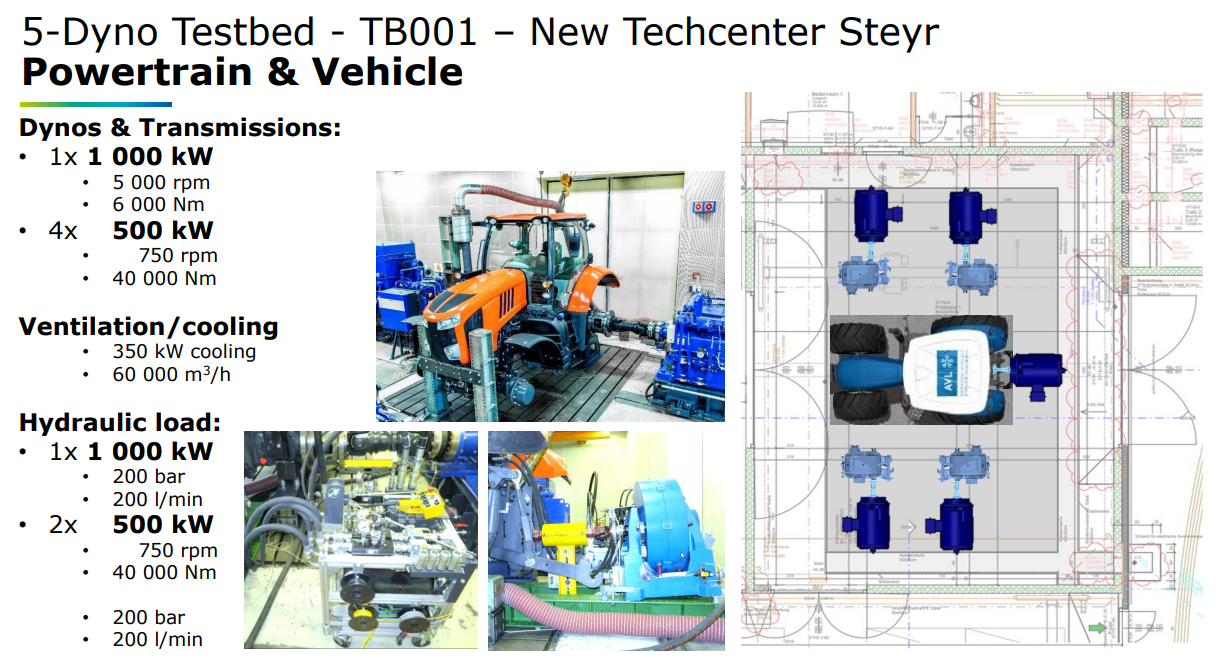 5-Dyno Testbed - TB001 – New Techcenter Steyr
Powertrain & Vehicle
Dynos & Transmissions:
• 1x 1 000 kW
• 5 000 rpm
• 6 000 Nm
• 4x 500 kW
• 750 rpm
• 40 000 Nm
Ventilation/cooling
• 350 kW cooling
• 60 000 m³/h
Hydraulic load:
• 1x 1 000 kW
• 200 bar
• 200 l/min
• 2x 500 kW
• 750 rpm
• 40 000 Nm
• 200 bar
• 200 l/min
AVL